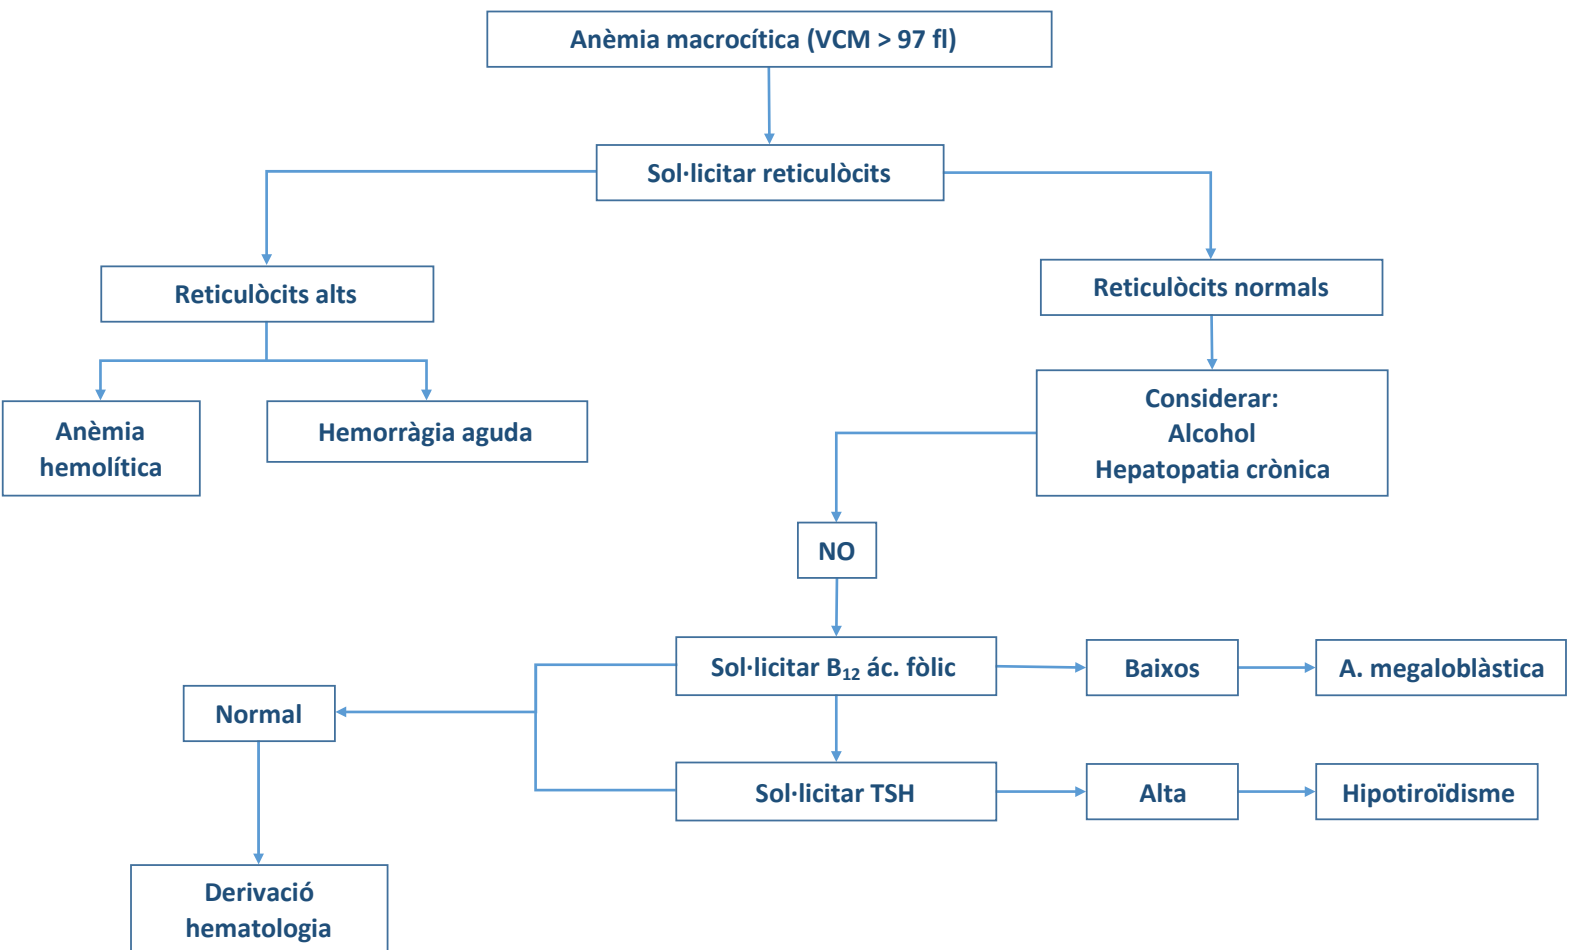 Anèmia macrocítica (VCM > 97 fl)
Sol·licitar reticulòcits
Reticulòcits alts
Reticulòcits normals
Anèmia
hemolítica
Hemorràgia aguda
Considerar:
Alcohol
Hepatopatia crònica
NO
Sol·licitar B₁₂ ác. fòlic
Baixos
A. megaloblàstica
Normal
Sol·licitar TSH
Alta
Hipotiroïdisme
Derivació
hematologia